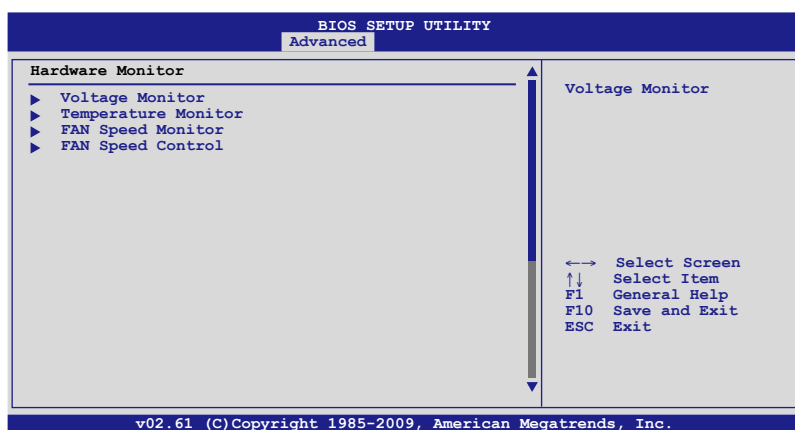 BIOS SETUP UTILITY
Advanced
Hardware Monitor
Voltage Monitor
Temperature Monitor
FAN Speed Monitor
FAN Speed Control
Voltage Monitor
←→ Select Screen
↑↓ Select Item
F1 General Help
F10 Save and Exit
ESC Exit
v02.61 (C)Copyright 1985-2009, American Megatrends, Inc.